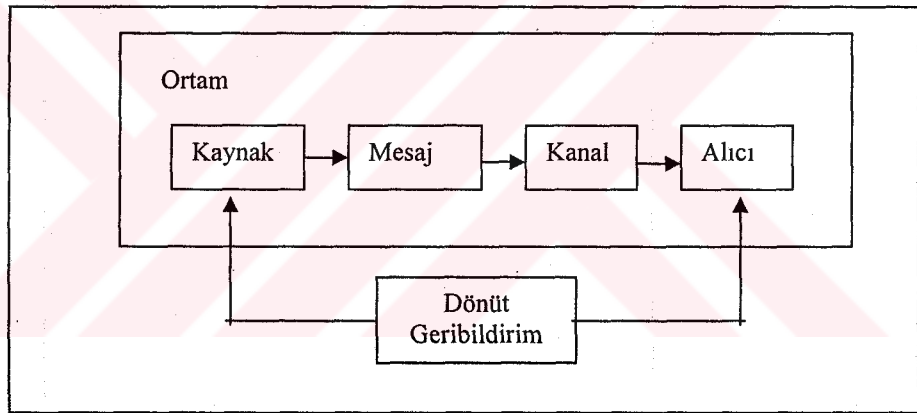 Ortam
Kaynak
Mesaj
Kanal
Alıcı
Dönüt
Geribildirim